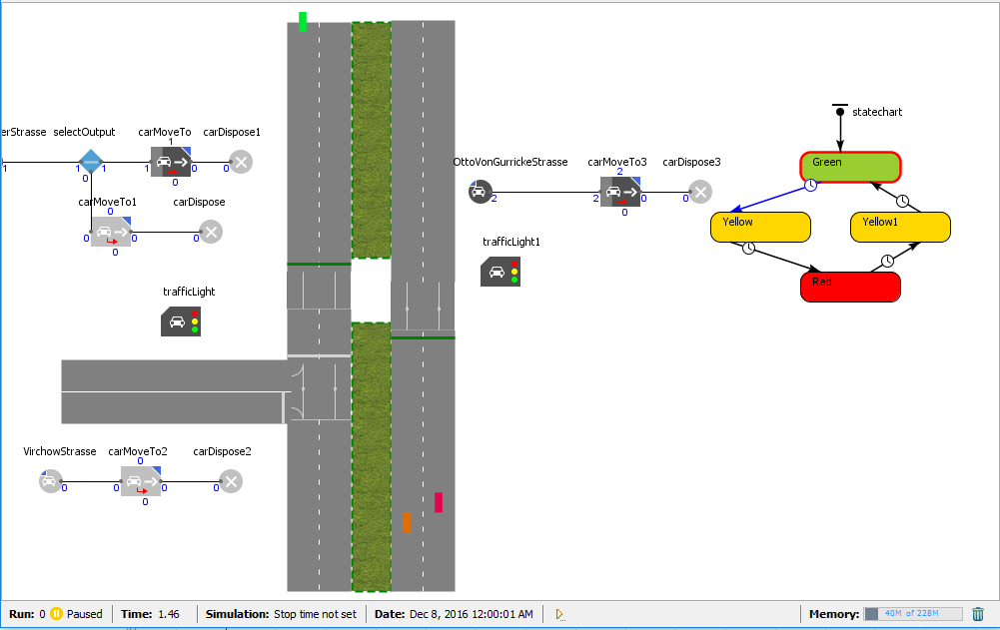 statechart
erStrasse selectOutput carMoveTo carDispose1
1
1 1 1 0 0
0 0
OttoVonGurrickeStrasse carMoveTo3 carDispose3
2
2 2 0 0
0
Green
carMoveTo1 carDispose
0
0 0 0
0
Yellow
Yellow1
trafficLight1
Red
trafficLight
VirchowStrasse carMoveTo2 carDispose2
0
0 0 0 0
0
Run: 0 Paused Time: 1.46 Simulation: Stop time not set Date: Dec 8, 2016 12:00:01 AM Memory: 40M of 228M